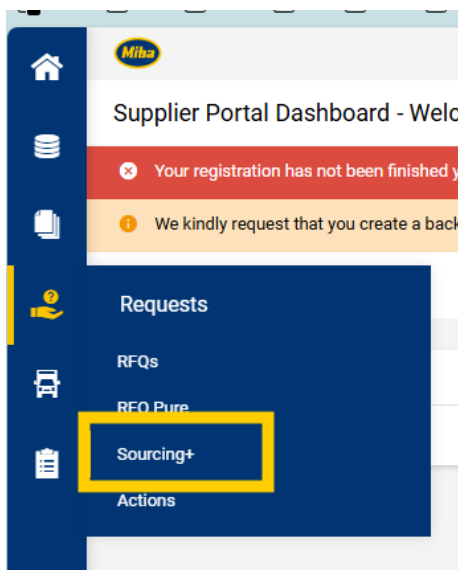 Miba
Supplier Portal Dashboard - Welc
Your registration has not been finished y
We kindly request that you create a back
Requests
RFQs
RFQ Pure
Sourcing+
Actions